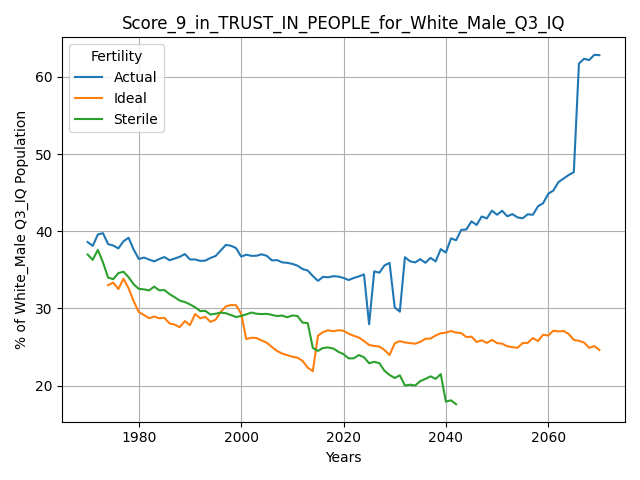 Score_9_in_TRUST_IN_PEOPLE_for_White_Male_Q3_IQ
Fertility
Actual
Ideal
Sterile
% of White_Male Q3_IQ Population
60
50
40
30
20
1980
2000
2020
2040
2060
Years